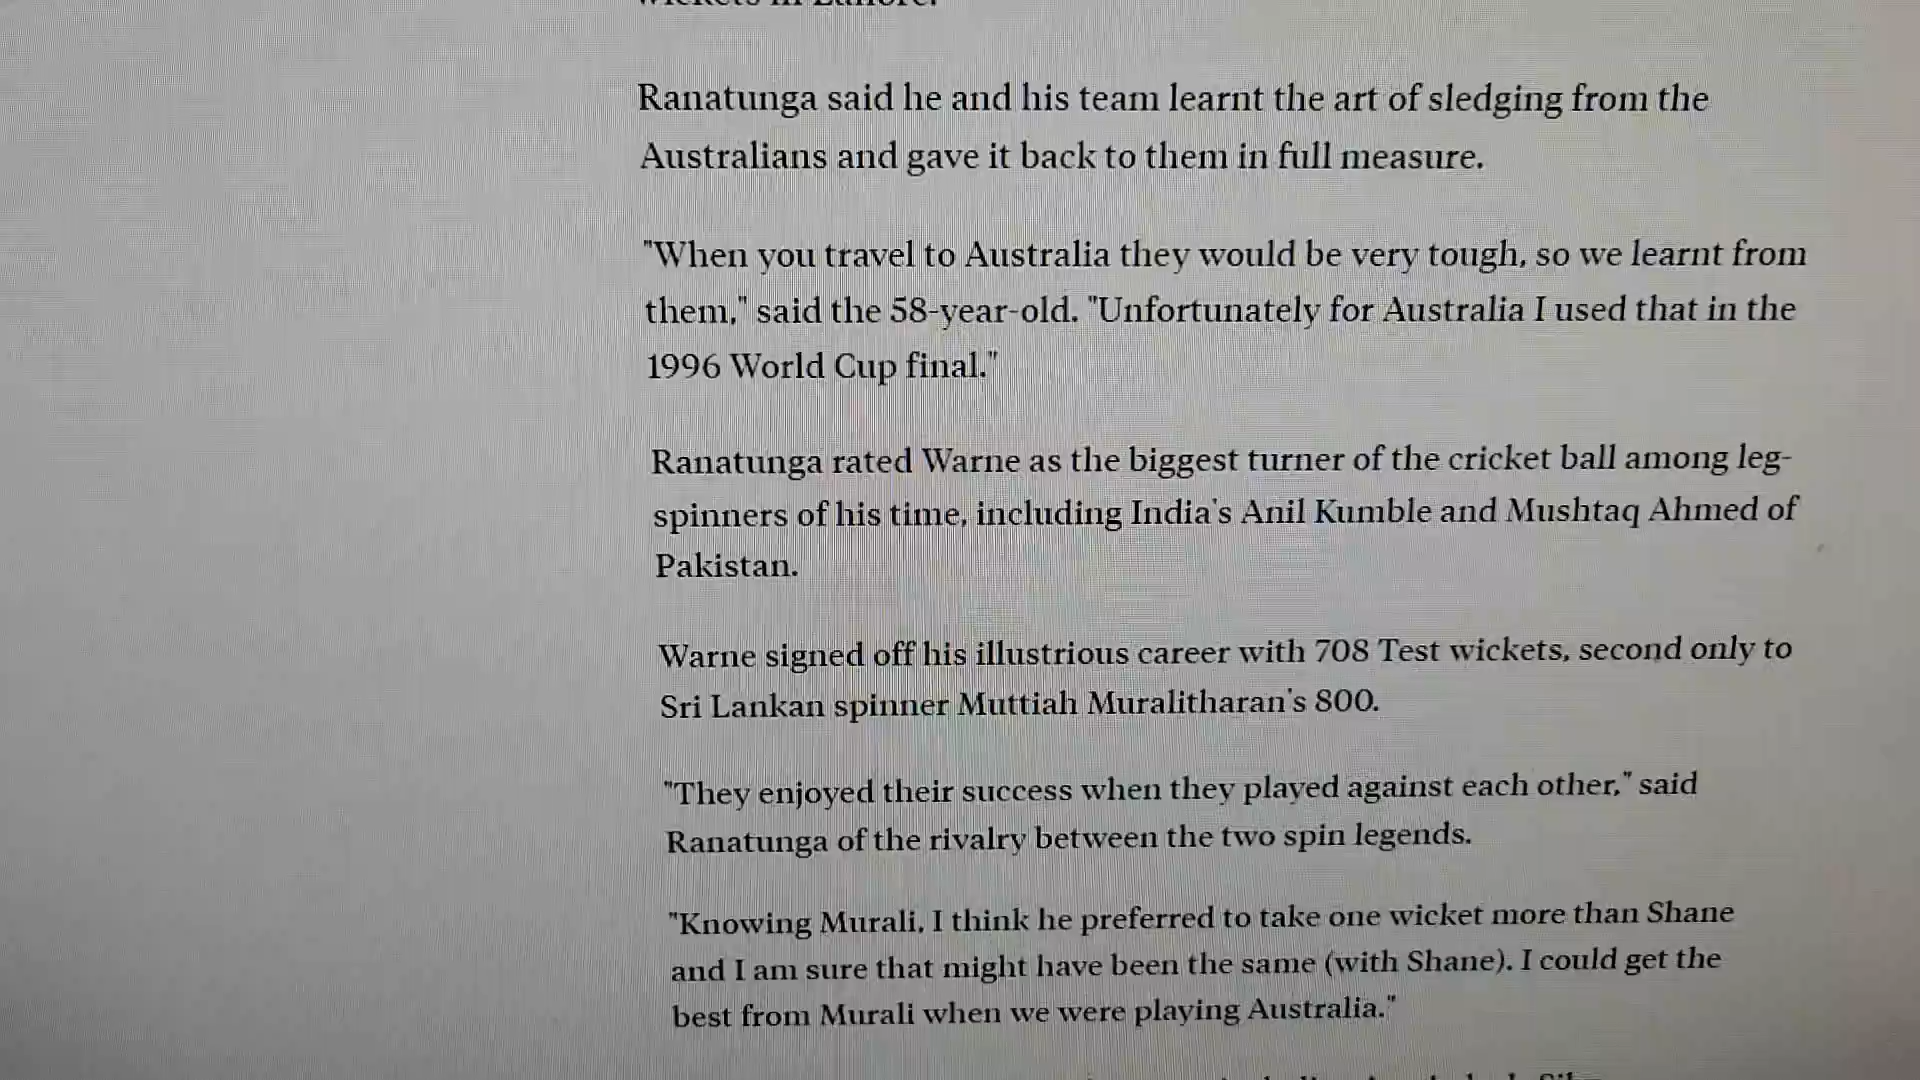 wickets in Lahore.
Ranatunga said he and his team learnt the art of sledging from the
Australians and gave it back to them in full measure.
"When you travel to Australia they would be very tough, so we learnt from
them," said the 58-year-old. "Unfortunately for Australia I used that in the
1996 World Cup final."
Ranatunga rated Warne as the biggest turner of the cricket ball among leg-
spinners of his time, including India's Anil Kumble and Mushtaq Ahmed of
Pakistan.
Warne signed off his illustrious career with 708 Test wickets, second only to
Sri Lankan spinner Muttiah Muralitharan's 800.
"They enjoyed their success when they played against each other," said
Ranatunga of the rivalry between the two spin legends.
"Knowing Murali, I think he preferred to take one wicket more than Shane
and I am sure that might have been the same (with Shane). I could get the
best from Murali when we were playing Australia."